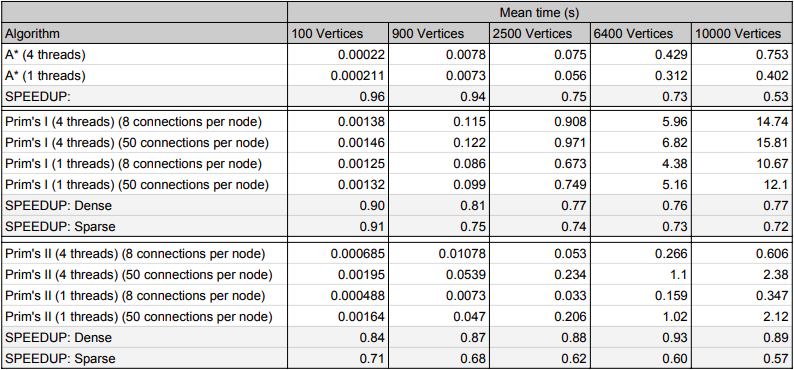 Mean time (s)
Algorithm 100 Vertices 900 Vertices 2500 Vertices 6400 Vertices 10000 Vertices
A* (4 threads) 0.00022 0.0078 0.075 0.429 0.753
A* (1 threads) 0.000211 0.0073 0.056 0.312 0.402
SPEEDUP: 0.96 0.94 0.75 0.73 0.53
Prim's I (4 threads) (8 connections per node) 0.00138 0.115 0.908 5.96 14.74
Prim's I (4 threads) (50 connections per node) 0.00146 0.122 0.971 6.82 15.81
Prim's I (1 threads) (8 connections per node) 0.00125 0.086 0.673 4.38 10.67
Prim's I (1 threads) (50 connections per node) 0.00132 0.099 0.749 5.16 12.1
SPEEDUP: Dense 0.90 0.81 0.77 0.76 0.77
SPEEDUP: Sparse 0.91 0.75 0.74 0.73 0.72
Prim's II (4 threads) (8 connections per node) 0.000685 0.01078 0.053 0.266 0.606
Prim's II (4 threads) (50 connections per node) 0.00195 0.0539 0.234 1.1 2.38
Prim's II (1 threads) (8 connections per node) 0.000488 0.0073 0.033 0.159 0.347
Prim's II (1 threads) (50 connections per node) 0.00164 0.047 0.206 1.02 2.12
SPEEDUP: Dense 0.84 0.87 0.88 0.93 0.89
SPEEDUP: Sparse 0.71 0.68 0.62 0.60 0.57